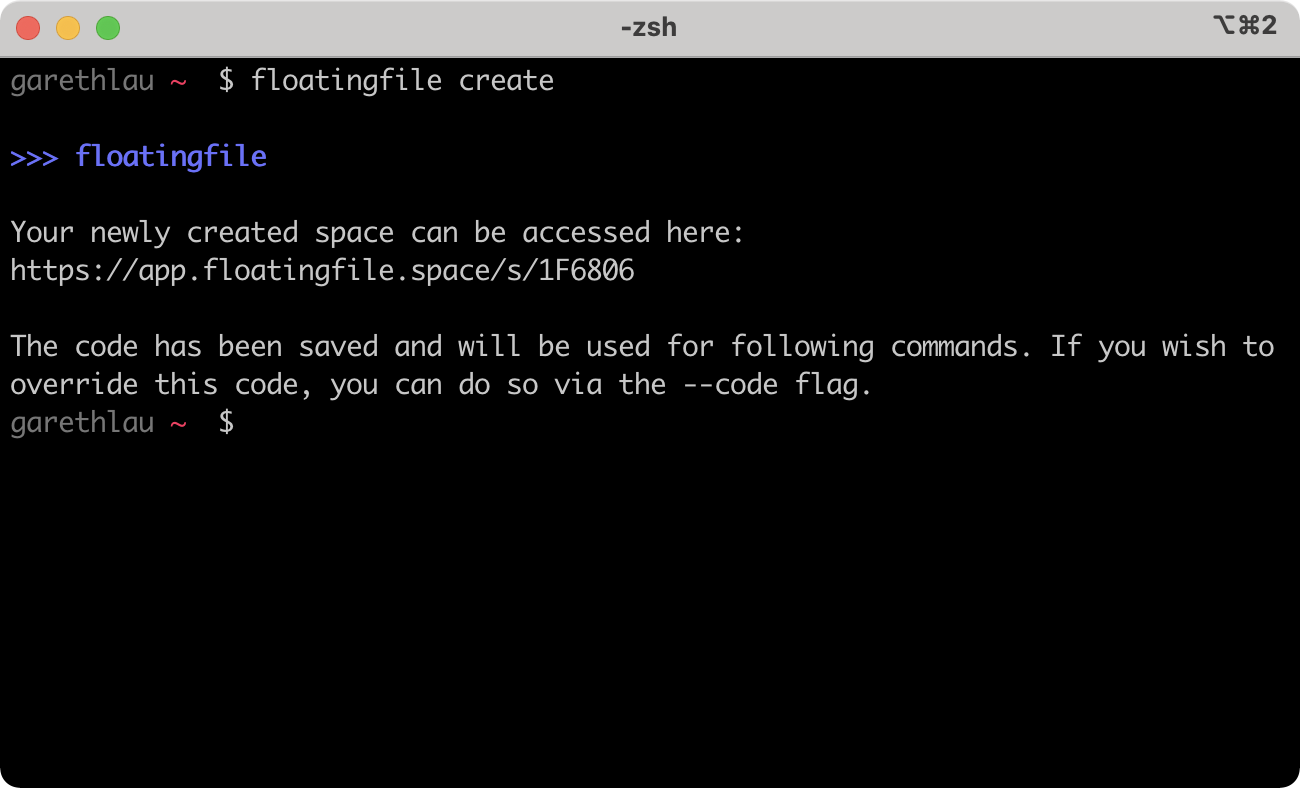 -zsh
⌥⌘2
garethlau ~ $ floatingfile create
>>> floatingfile
Your newly created space can be accessed here:
https://app.floatingfile.space/s/1F6806
The code has been saved and will be used for following commands. If you wish to
override this code, you can do so via the --code flag.
garethlau ~ $